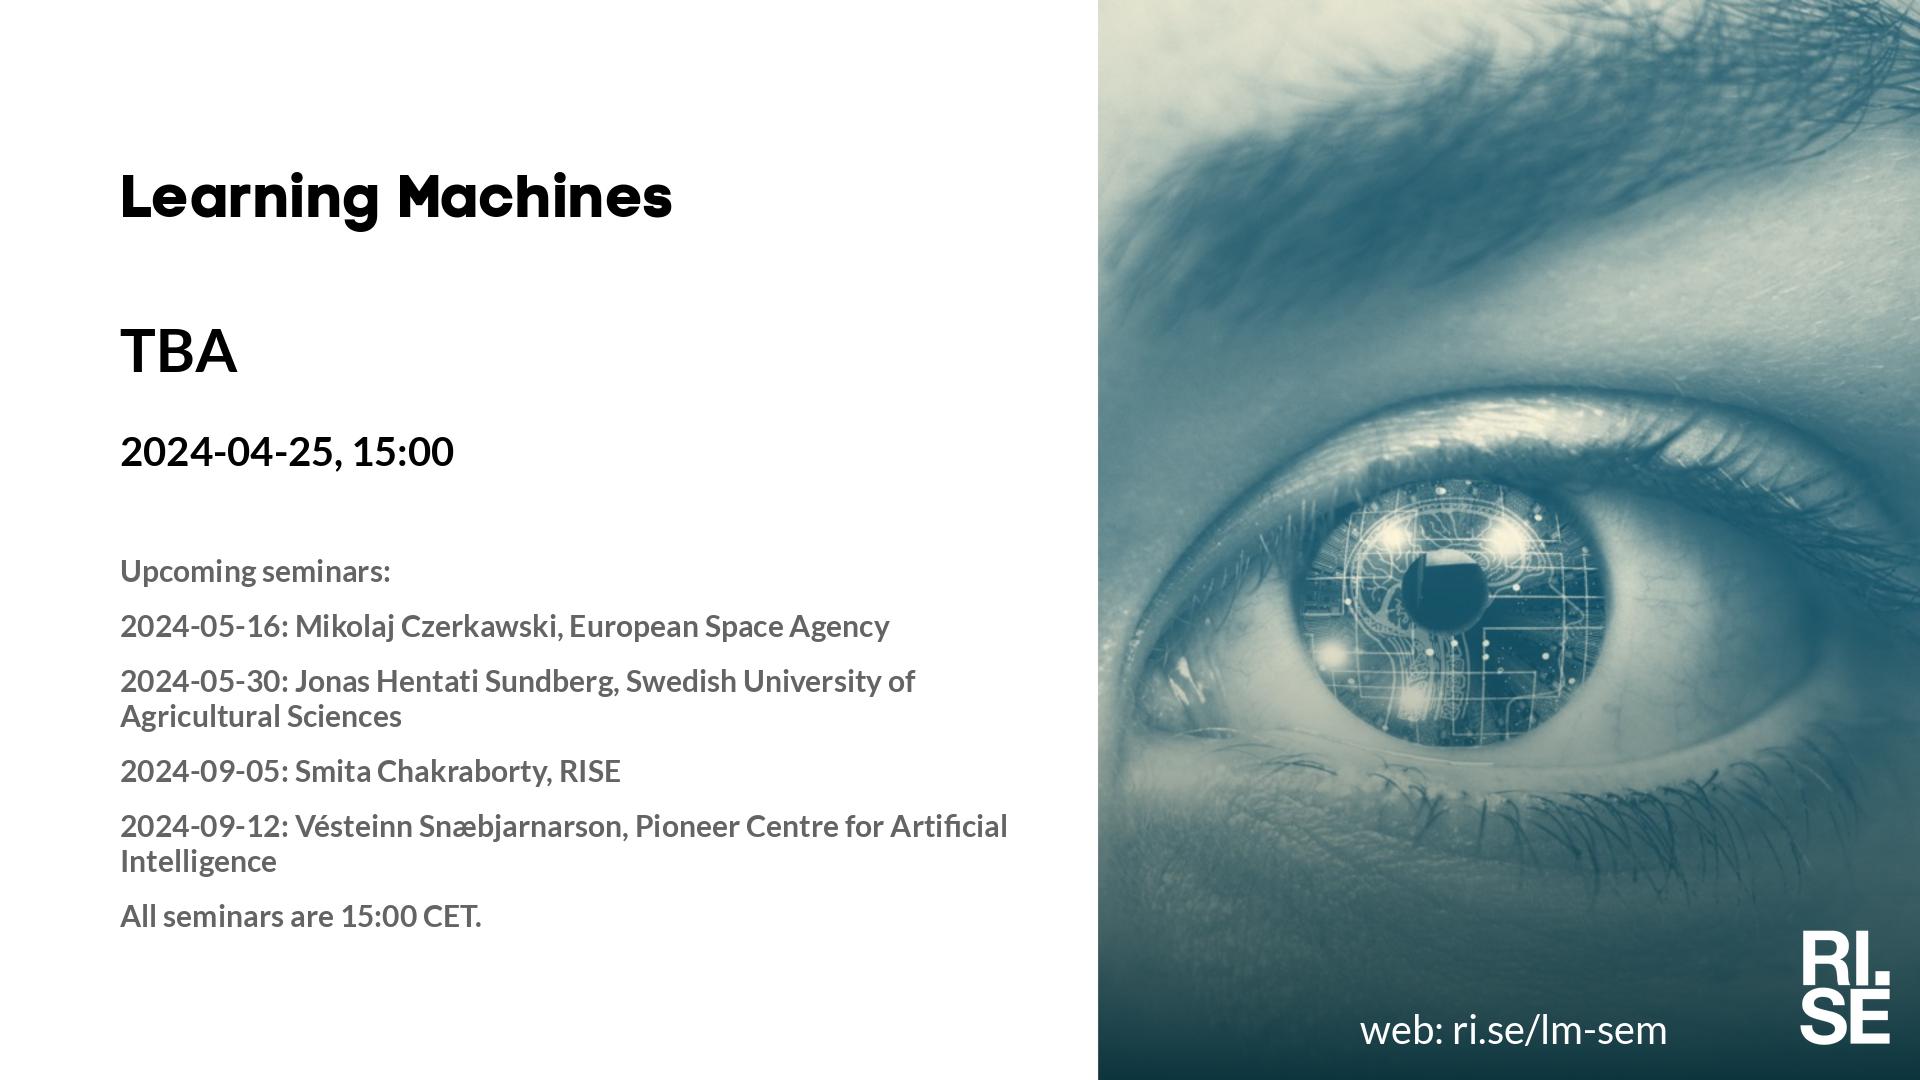 Learning Machines
TBA
2024-04-25, 15:00
Upcoming seminars:
2024-05-16: Mikolaj Czerkawski, European Space Agency
2024-05-30: Jonas Hentati Sundberg, Swedish University of
Agricultural Sciences
2024-09-05: Smita Chakraborty, RISE
2024-09-12: Vésteinn Snæbjarnarson, Pioneer Centre for Artificial
Intelligence
All seminars are 15:00 CET.
web: ri.se/lm-sem
RI.
SE